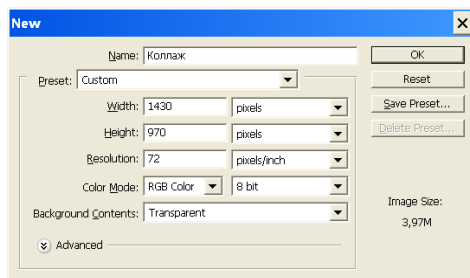 New
Name: Коллаж
OK
Preset: Custom
Reset
Width: 1430 pixels
Save Preset...
Height: 970 pixels
Delete Preset...
Resolution: 72 pixels/inch
Color Mode: RGB Color 8 bit
Image Size:
Background Contents: Transparent
3,97M
Advanced